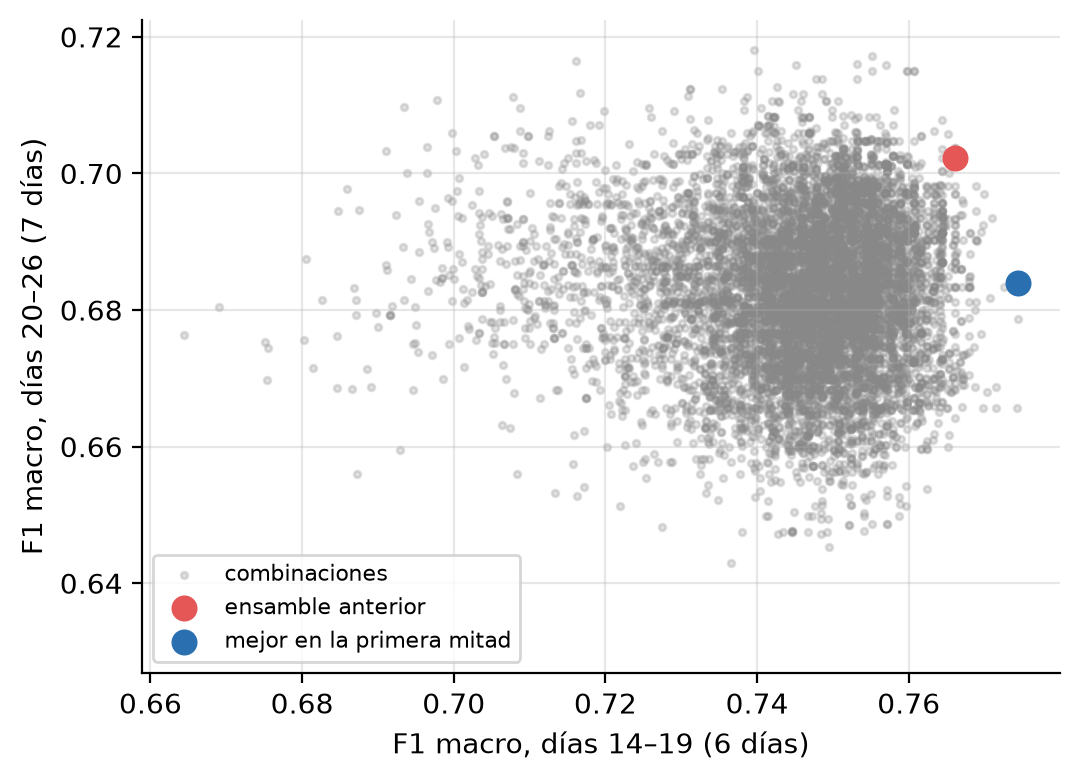 0.72
0.70
0.68
0.66
0.64
F1 macro, días 20–26 (7 días)
combinaciones
ensamble anterior
mejor en la primera mitad
0.66 0.68 0.70 0.72 0.74 0.76
F1 macro, días 14–19 (6 días)